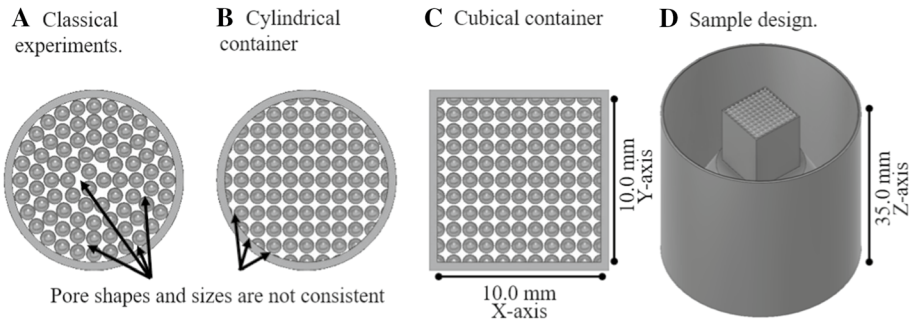 A Classical experiments.
B Cylindrical container
C Cubical container
D Sample design.
10.0 mm
Y-axis
35.0 mm
Z-axis
Pore shapes and sizes are not consistent
10.0 mm
X-axis